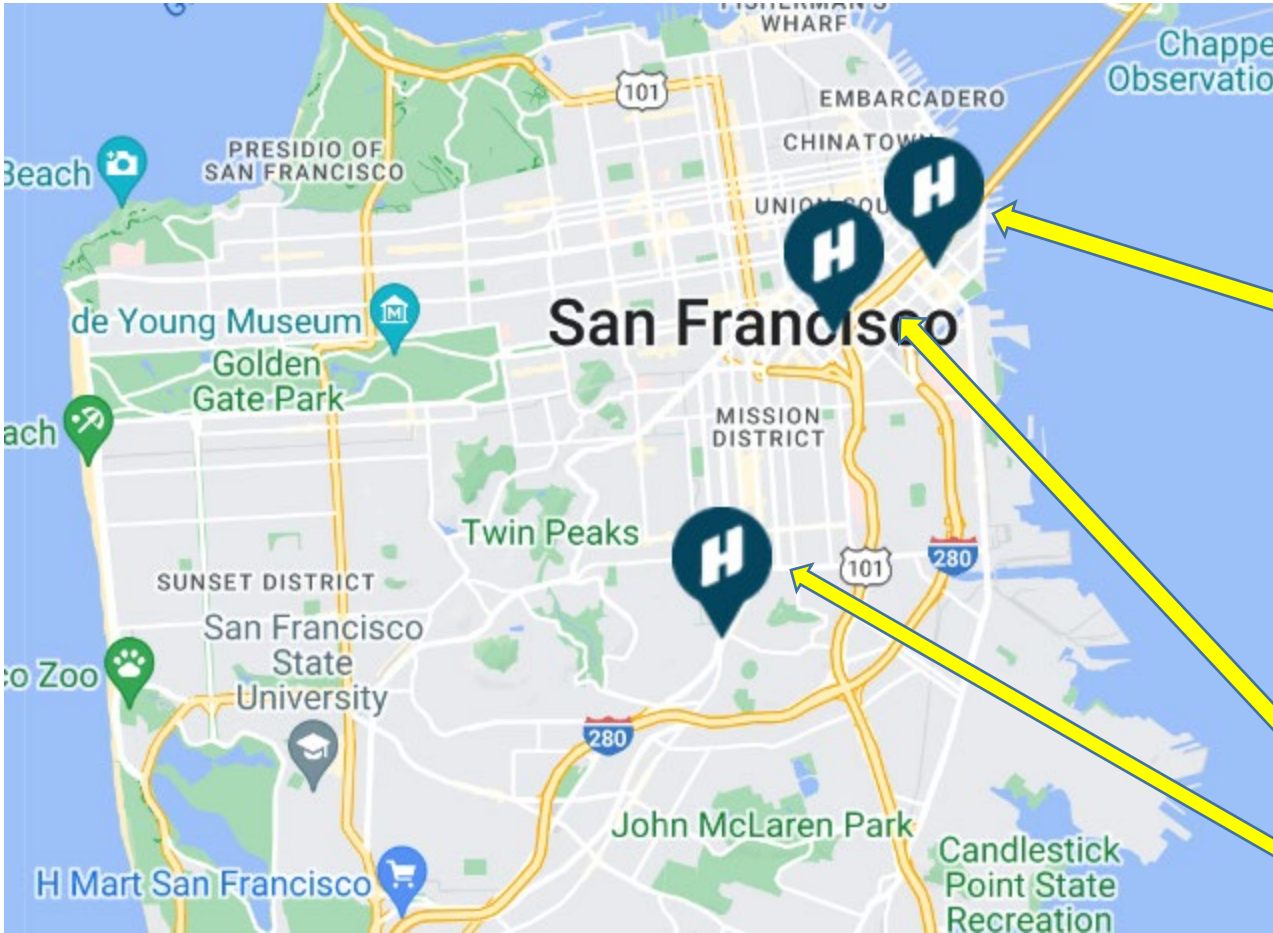 WHARF
101
Chappe
Observatio
EMBARCADERO
CHINATOW
PRESIDIO OF
SAN FRANCISCO
Beach
H
UNION
H
San Francisco
de Young Museum
M
Golden
Gate Park
ach
MISSION
DISTRICT
Twin Peaks
H
101
280
SUNSET DISTRICT
San Francisco
State
University
co Zoo
280
John McLaren Park
H Mart San Francisco
Candlestick
Point State
Recreation